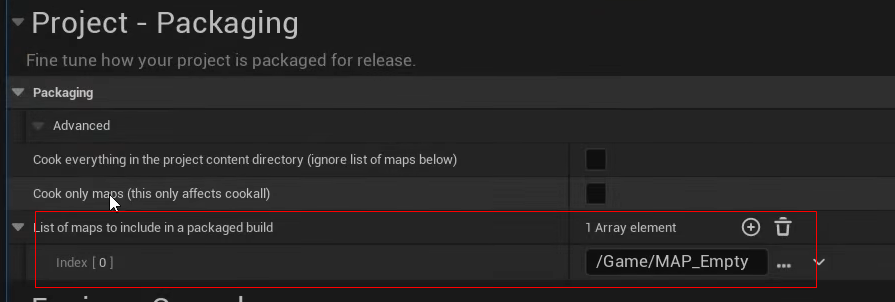 Project - Packaging
Fine tune how your project is packaged for release.
Packaging
Advanced
Cook everything in the project content directory (ignore list of maps below)
Cook only maps (this only affects cookall)
List of maps to include in a packaged build 1 Array element
Index [ 0 ] /Game/MAP_Empty ...